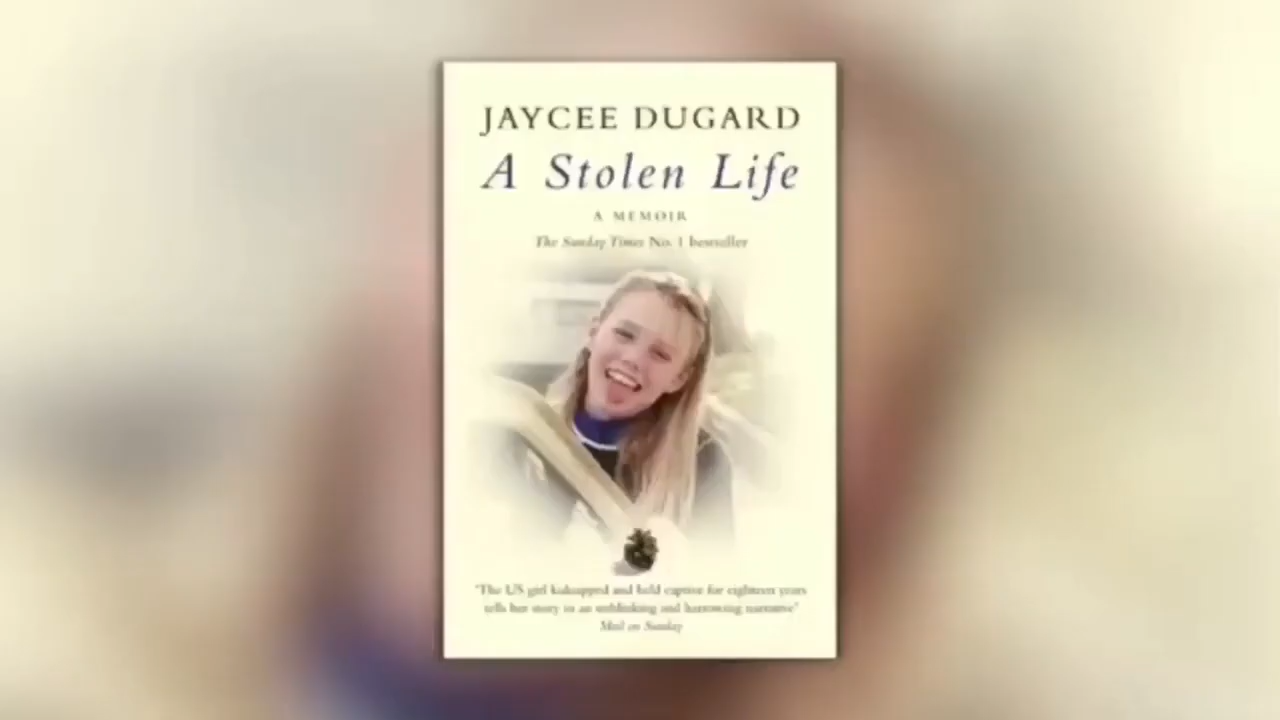 JAYCEE DUGARD
A Stolen Life
A MEMOIR
The Sunday Times No. 1 bestseller
"The US girl kidnapped and held captive for eighteen years
tells her story in an unblinking and harrowing narrative"
Mail on Sunday